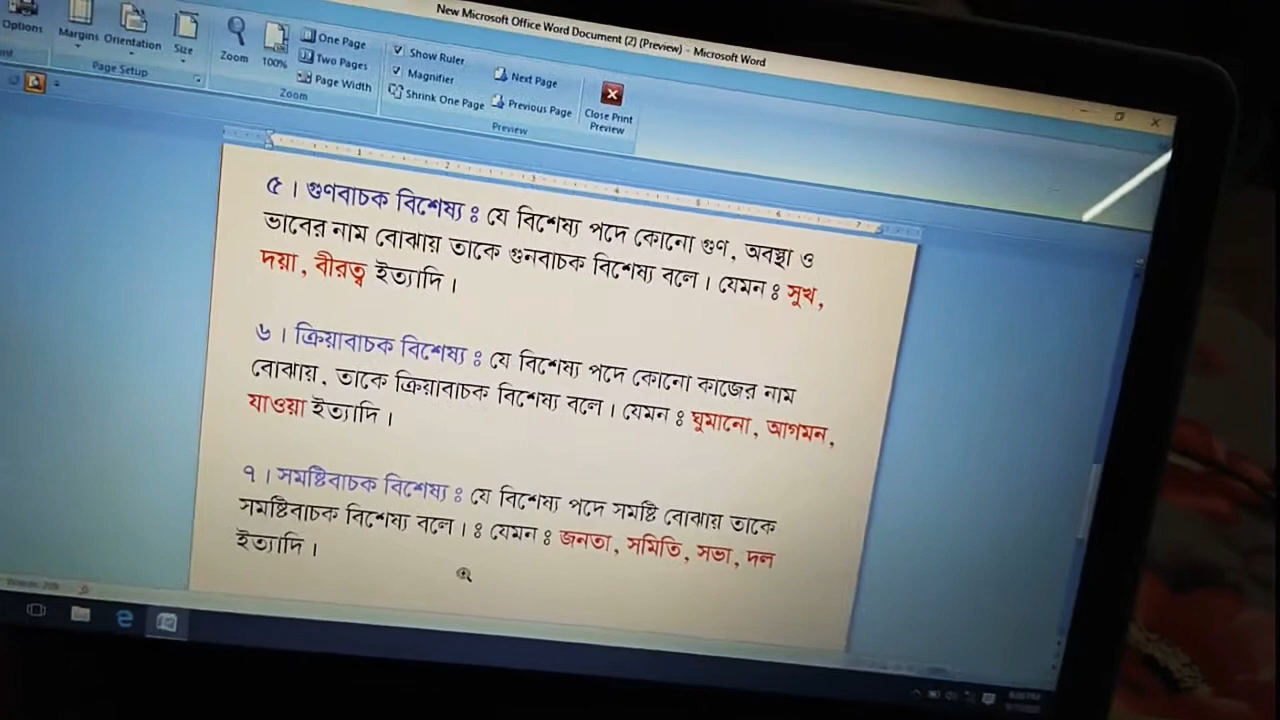 New Microsoft Office Word Document (2) (Preview) - Microsoft Word
Options
Margins Orientation Size
Page Setup
Zoom 100%
One Page
Two Pages
Page Width
Zoom
Show Ruler
Magnifier
Shrink One Page
Next Page
Previous Page
Preview
Close Print
Preview
৫ । গুণবাচক বিশেষ্য ঃ যে বিশেষ্য পদে কোনো গুণ, অবস্থা ও
ভাবের নাম বোঝায় তাকে গুনবাচক বিশেষ্য বলে । যেমন ঃ সুখ,
দয়া, বীরত্ব ইত্যাদি ।
৬ । ক্রিয়াবাচক বিশেষ্য ঃ যে বিশেষ্য পদে কোনো কাজের নাম
বোঝায়, তাকে ক্রিয়াবাচক বিশেষ্য বলে । যেমন ঃ ঘুমানো, আগমন,
যাওয়া ইত্যাদি ।
৭ । সমষ্টিবাচক বিশেষ্য ঃ যে বিশেষ্য পদে সমষ্টি বোঝায় তাকে
সমষ্টিবাচক বিশেষ্য বলে । ঃ যেমন ঃ জনতা, সমিতি, সভা, দল
ইত্যাদি ।